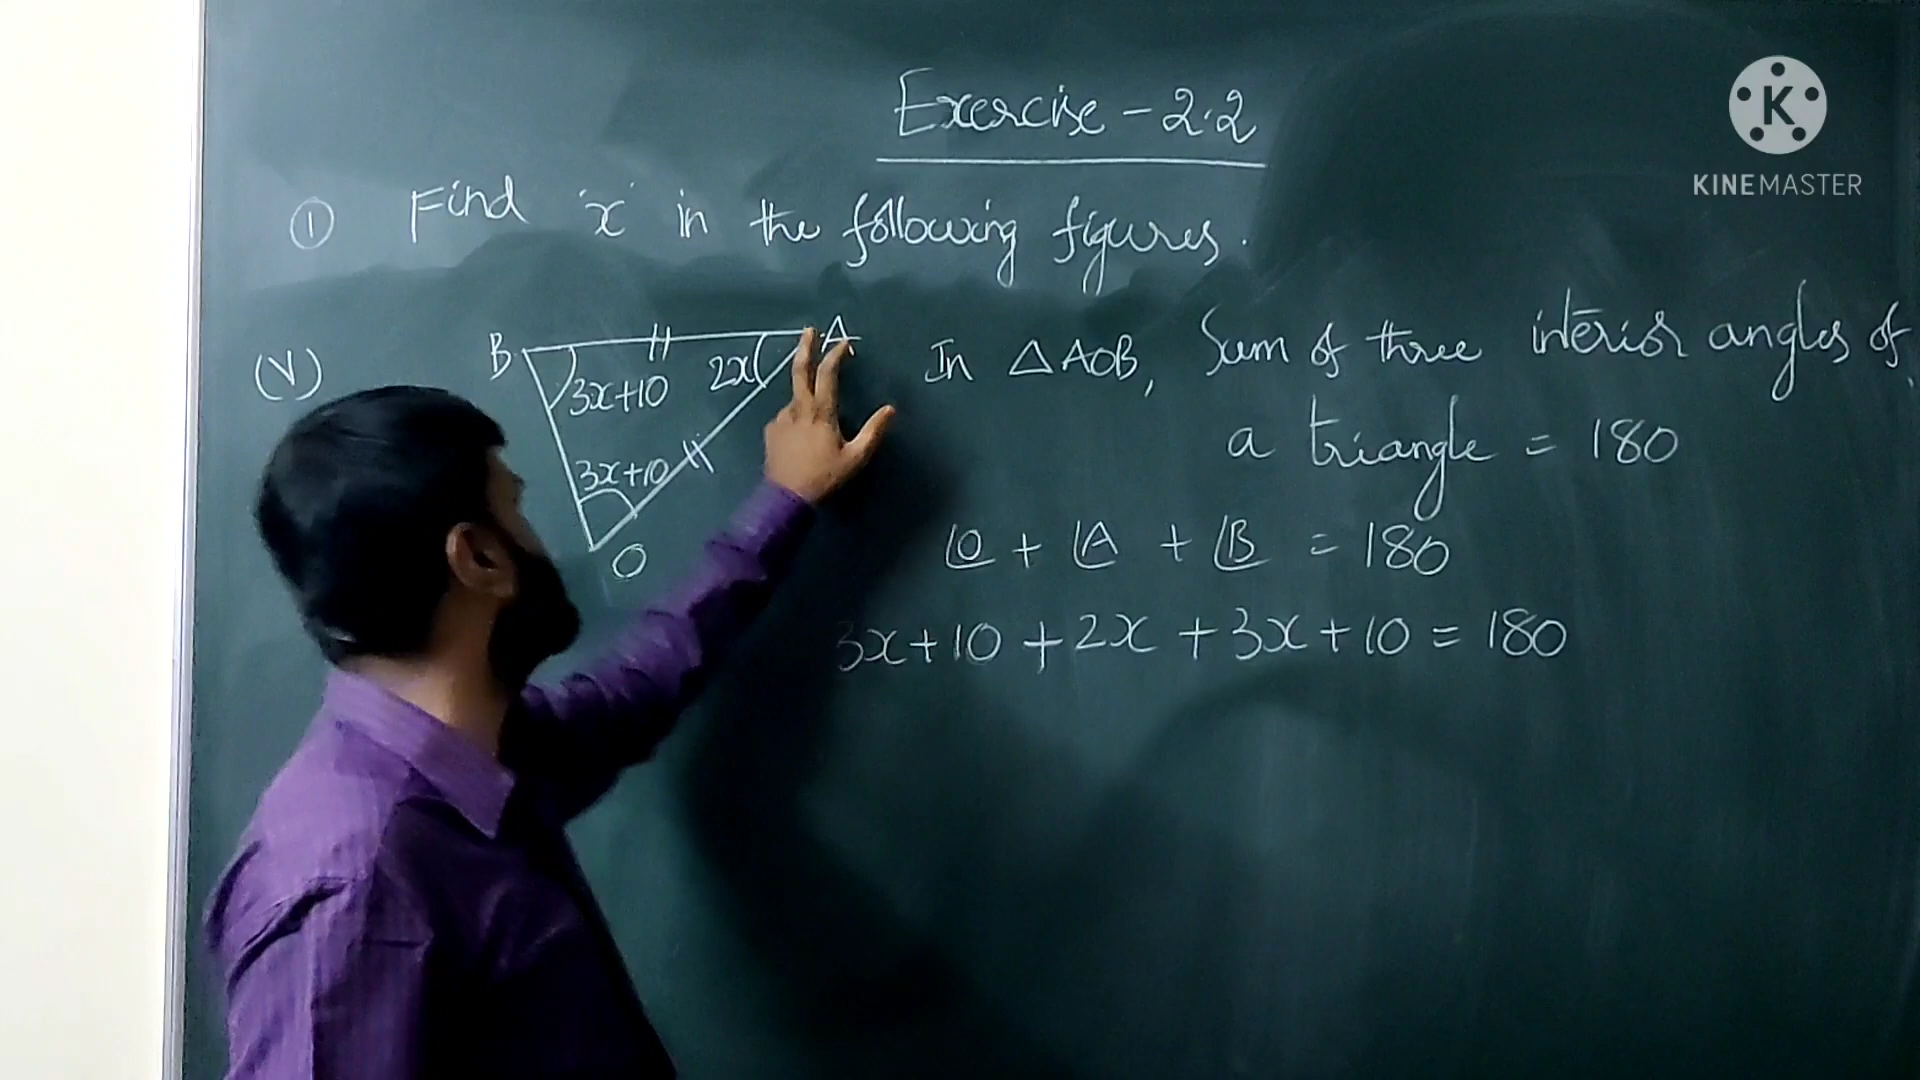 Exercise - 2.2
K
KINEMASTER
① Find 'x' in the following figures.
(V)
B
A
3x+10
2x
3x+10
O
In △AOB, Sum of three interior angles of
a triangle = 180
∠O + ∠A + ∠B = 180
3x+10 + 2x + 3x+10 = 180